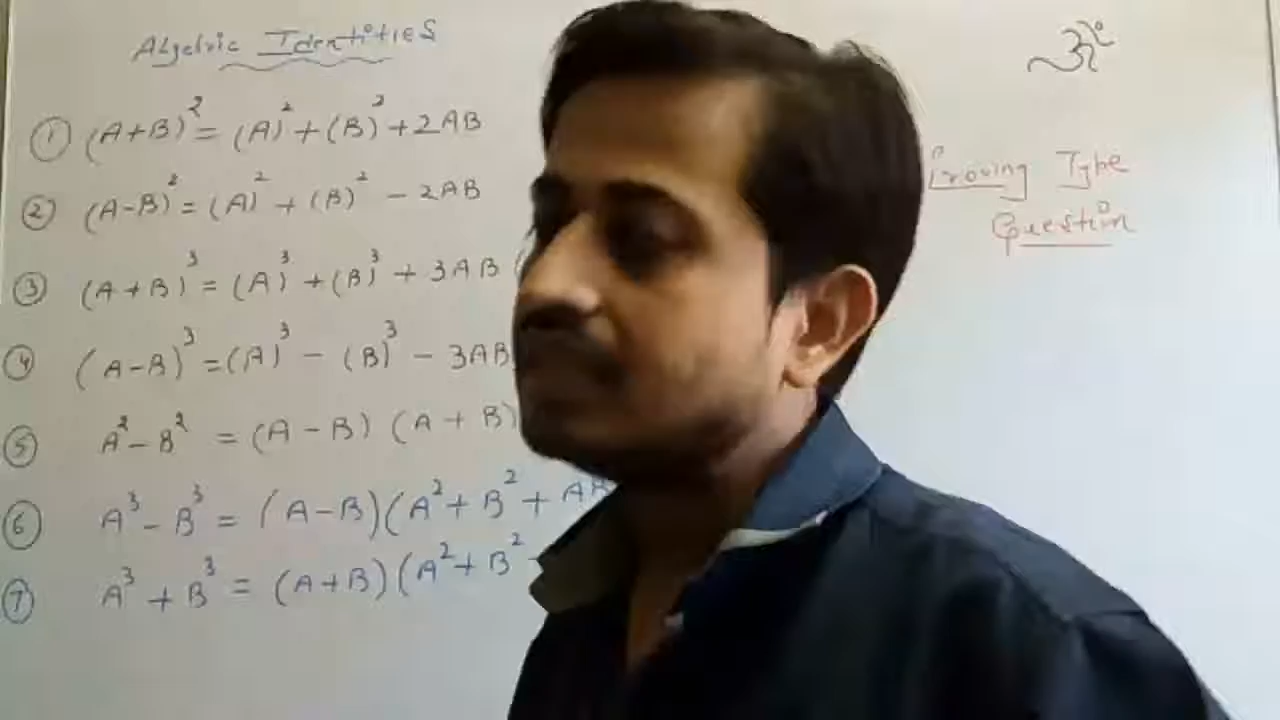 Algebric Identities
① (A+B)² = (A)² + (B)² + 2AB
② (A-B)² = (A)² + (B)² - 2AB
③ (A+B)³ = (A)³ + (B)³ + 3AB (
④ (A-B)³ = (A)³ - (B)³ - 3AB
⑤ A² - B² = (A-B) (A+B)
⑥ A³ - B³ = (A-B)(A² + B² + AB
⑦ A³ + B³ = (A+B)(A² + B² -
ॐ
Proving Type
Question